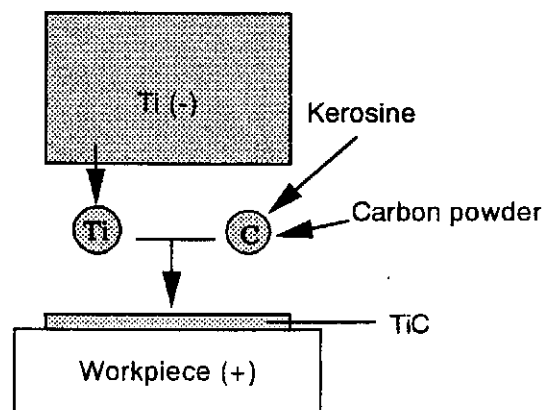 Ti (-)
Kerosine
Carbon powder
Ti
C
TiC
Workpiece (+)